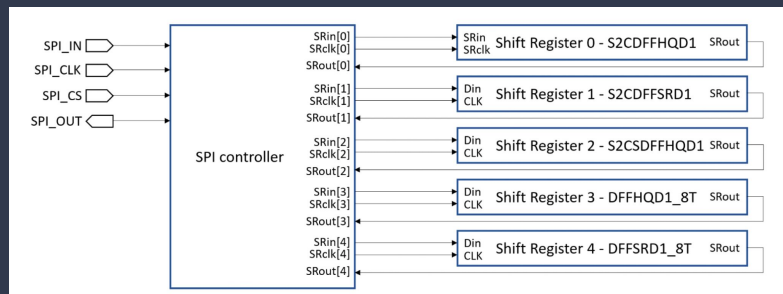 SPI_IN
SPI_CLK
SPI_CS
SPI_OUT
SPI controller
SRin[0]
SRclk[0]
SRout[0]
SRin[1]
SRclk[1]
SRout[1]
SRin[2]
SRclk[2]
SRout[2]
SRin[3]
SRclk[3]
SRout[3]
SRin[4]
SRclk[4]
SRout[4]
SRin
SRclk
Shift Register 0 - S2CDFFHQD1
SRout
Din
CLK
Shift Register 1 - S2CDFFSRD1
SRout
Din
CLK
Shift Register 2 - S2CSDFFHQD1
SRout
Din
CLK
Shift Register 3 - DFFHQD1_8T
SRout
Din
CLK
Shift Register 4 - DFFSRD1_8T
SRout